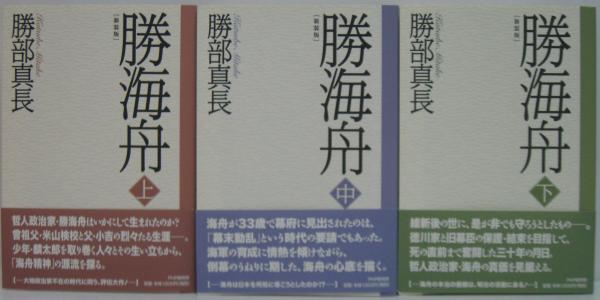 勝海舟
[新装版]
上
勝部真長
Katsube, Mitake
哲人政治家・勝海舟はいかにして生まれたのか?
曾祖父・米山検校と父・小吉の烈々たる生涯――。
少年・麟太郎を取り巻く人々とその生い立ちから、
「海舟精神」の源流を探る。
勝海舟
[新装版]
中
勝部真長
海舟が33歳で幕府に見出されたのは、
「幕末動乱」という時代の要請でもあった。
海軍の育成に情熱を傾けながら、
倒幕のうねりに期した、海舟の心底を描く。
勝海舟
[新装版]
下
勝部真長
維新後の世に、是が非でも守ろうとしたもの――。
徳川家と旧幕臣の保護・結束を目指して、
死の直前まで奮闘した三十年の月日。
哲人政治家・海舟の真価を見据える。